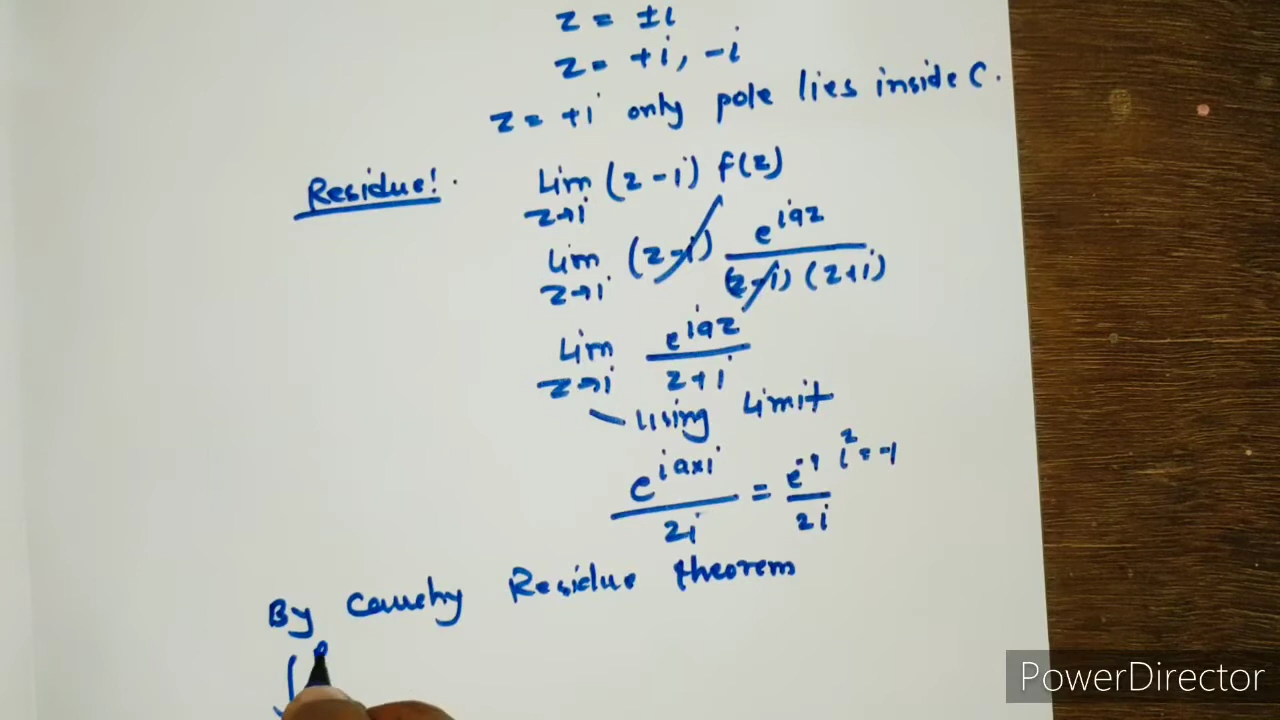 z = ±i
z = +i, -i
z = +i only pole lies inside C.
Residue!. Lim z→i (z-i) f(z)
Lim z→i (z-i) e^{iaz} / (z-i) (z+i)
Lim z→i e^{iaz} / z+i
using Limit
e^{iaxi} / 2i = / 2i i² = -1
By Cauchy Residue theorem
∫
PowerDirector